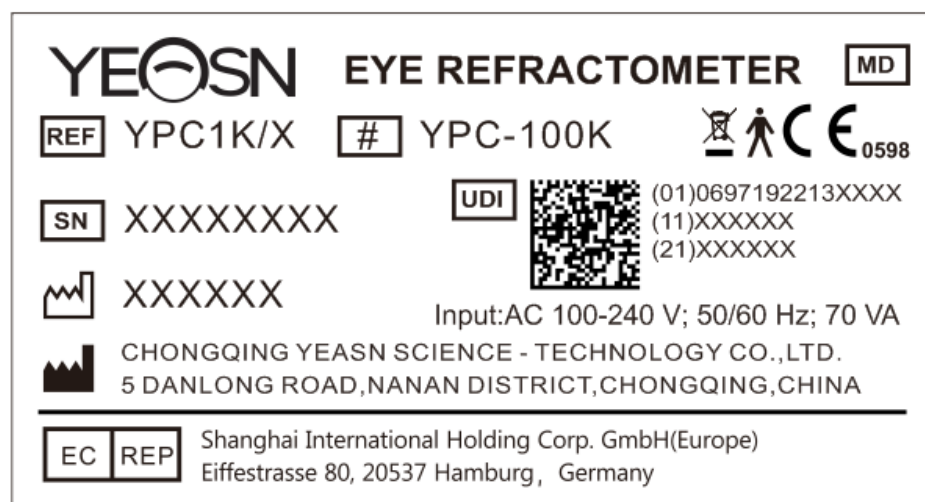 YEASN EYE REFRACTOMETER MD
REF YPC1K/X # YPC-100K CE 0598
SN XXXXXXXX
UDI (01)0697192213XXXX
(11)XXXXXX
(21)XXXXXX
XXXXXX
Input:AC 100-240 V; 50/60 Hz; 70 VA
CHONGQING YEASN SCIENCE - TECHNOLOGY CO.,LTD.
5 DANLONG ROAD,NANAN DISTRICT,CHONGQING,CHINA
EC REP Shanghai International Holding Corp. GmbH(Europe)
Eiffestrasse 80, 20537 Hamburg, Germany